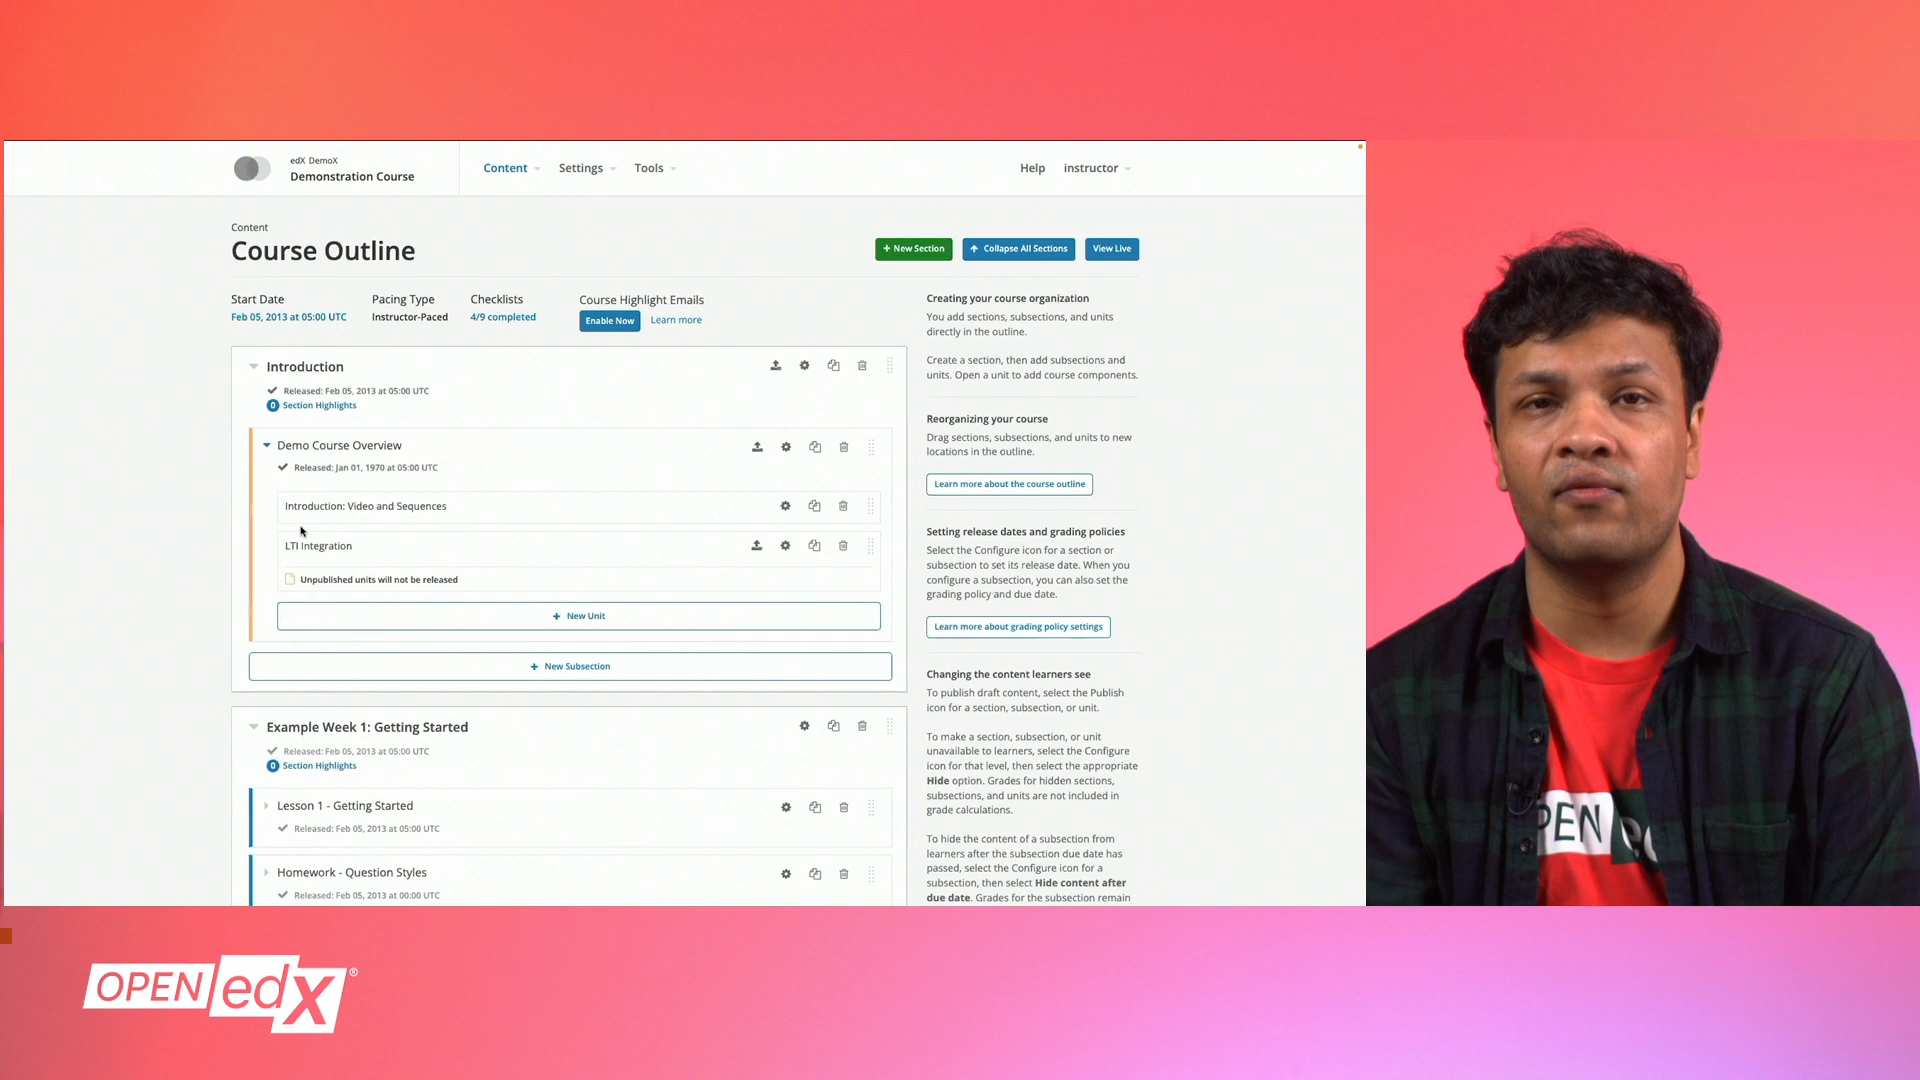 edX DemoX
Demonstration Course
Content
Settings
Tools
Help
instructor
Content
Course Outline
+ New Section
Collapse All Sections
View Live
Start Date
Feb 05, 2013 at 05:00 UTC
Pacing Type
Instructor-Paced
Checklists
4/9 completed
Course Highlight Emails
Enable Now
Learn more
Introduction
Released: Feb 05, 2013 at 05:00 UTC
0 Section Highlights
Demo Course Overview
Released: Jan 01, 1970 at 05:00 UTC
Introduction: Video and Sequences
LTI Integration
Unpublished units will not be released
+ New Unit
+ New Subsection
Example Week 1: Getting Started
Released: Feb 05, 2013 at 05:00 UTC
0 Section Highlights
Lesson 1 - Getting Started
Released: Feb 05, 2013 at 05:00 UTC
Homework - Question Styles
Released: Feb 05, 2013 at 00:00 UTC
Creating your course organization
You add sections, subsections, and units
directly in the outline.
Create a section, then add subsections and
units. Open a unit to add course components.
Reorganizing your course
Drag sections, subsections, and units to new
locations in the outline.
Learn more about the course outline
Setting release dates and grading policies
Select the Configure icon for a section or
subsection to set its release date. When you
configure a subsection, you can also set the
grading policy and due date.
Learn more about grading policy settings
Changing the content learners see
To publish draft content, select the Publish
icon for a section, subsection, or unit.
To make a section, subsection, or unit
unavailable to learners, select the Configure
icon for that level, then select the appropriate
Hide option. Grades for hidden sections,
subsections, and units are not included in
grade calculations.
To hide the content of a subsection from
learners after the subsection due date has
passed, select the Configure icon for a
subsection, then select Hide content after
due date. Grades for the subsection remain
PEN e
OPEN edX®